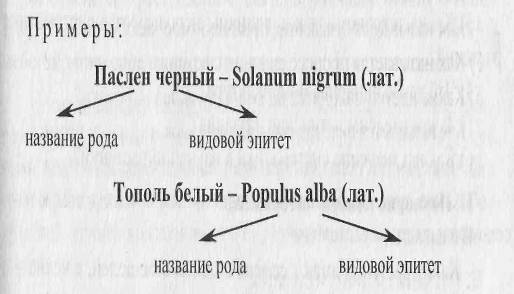 Примеры:
Паслен черный – Solanum nigrum (лат.)
название рода видовой эпитет
Тополь белый – Populus alba (лат.)
название рода видовой эпитет